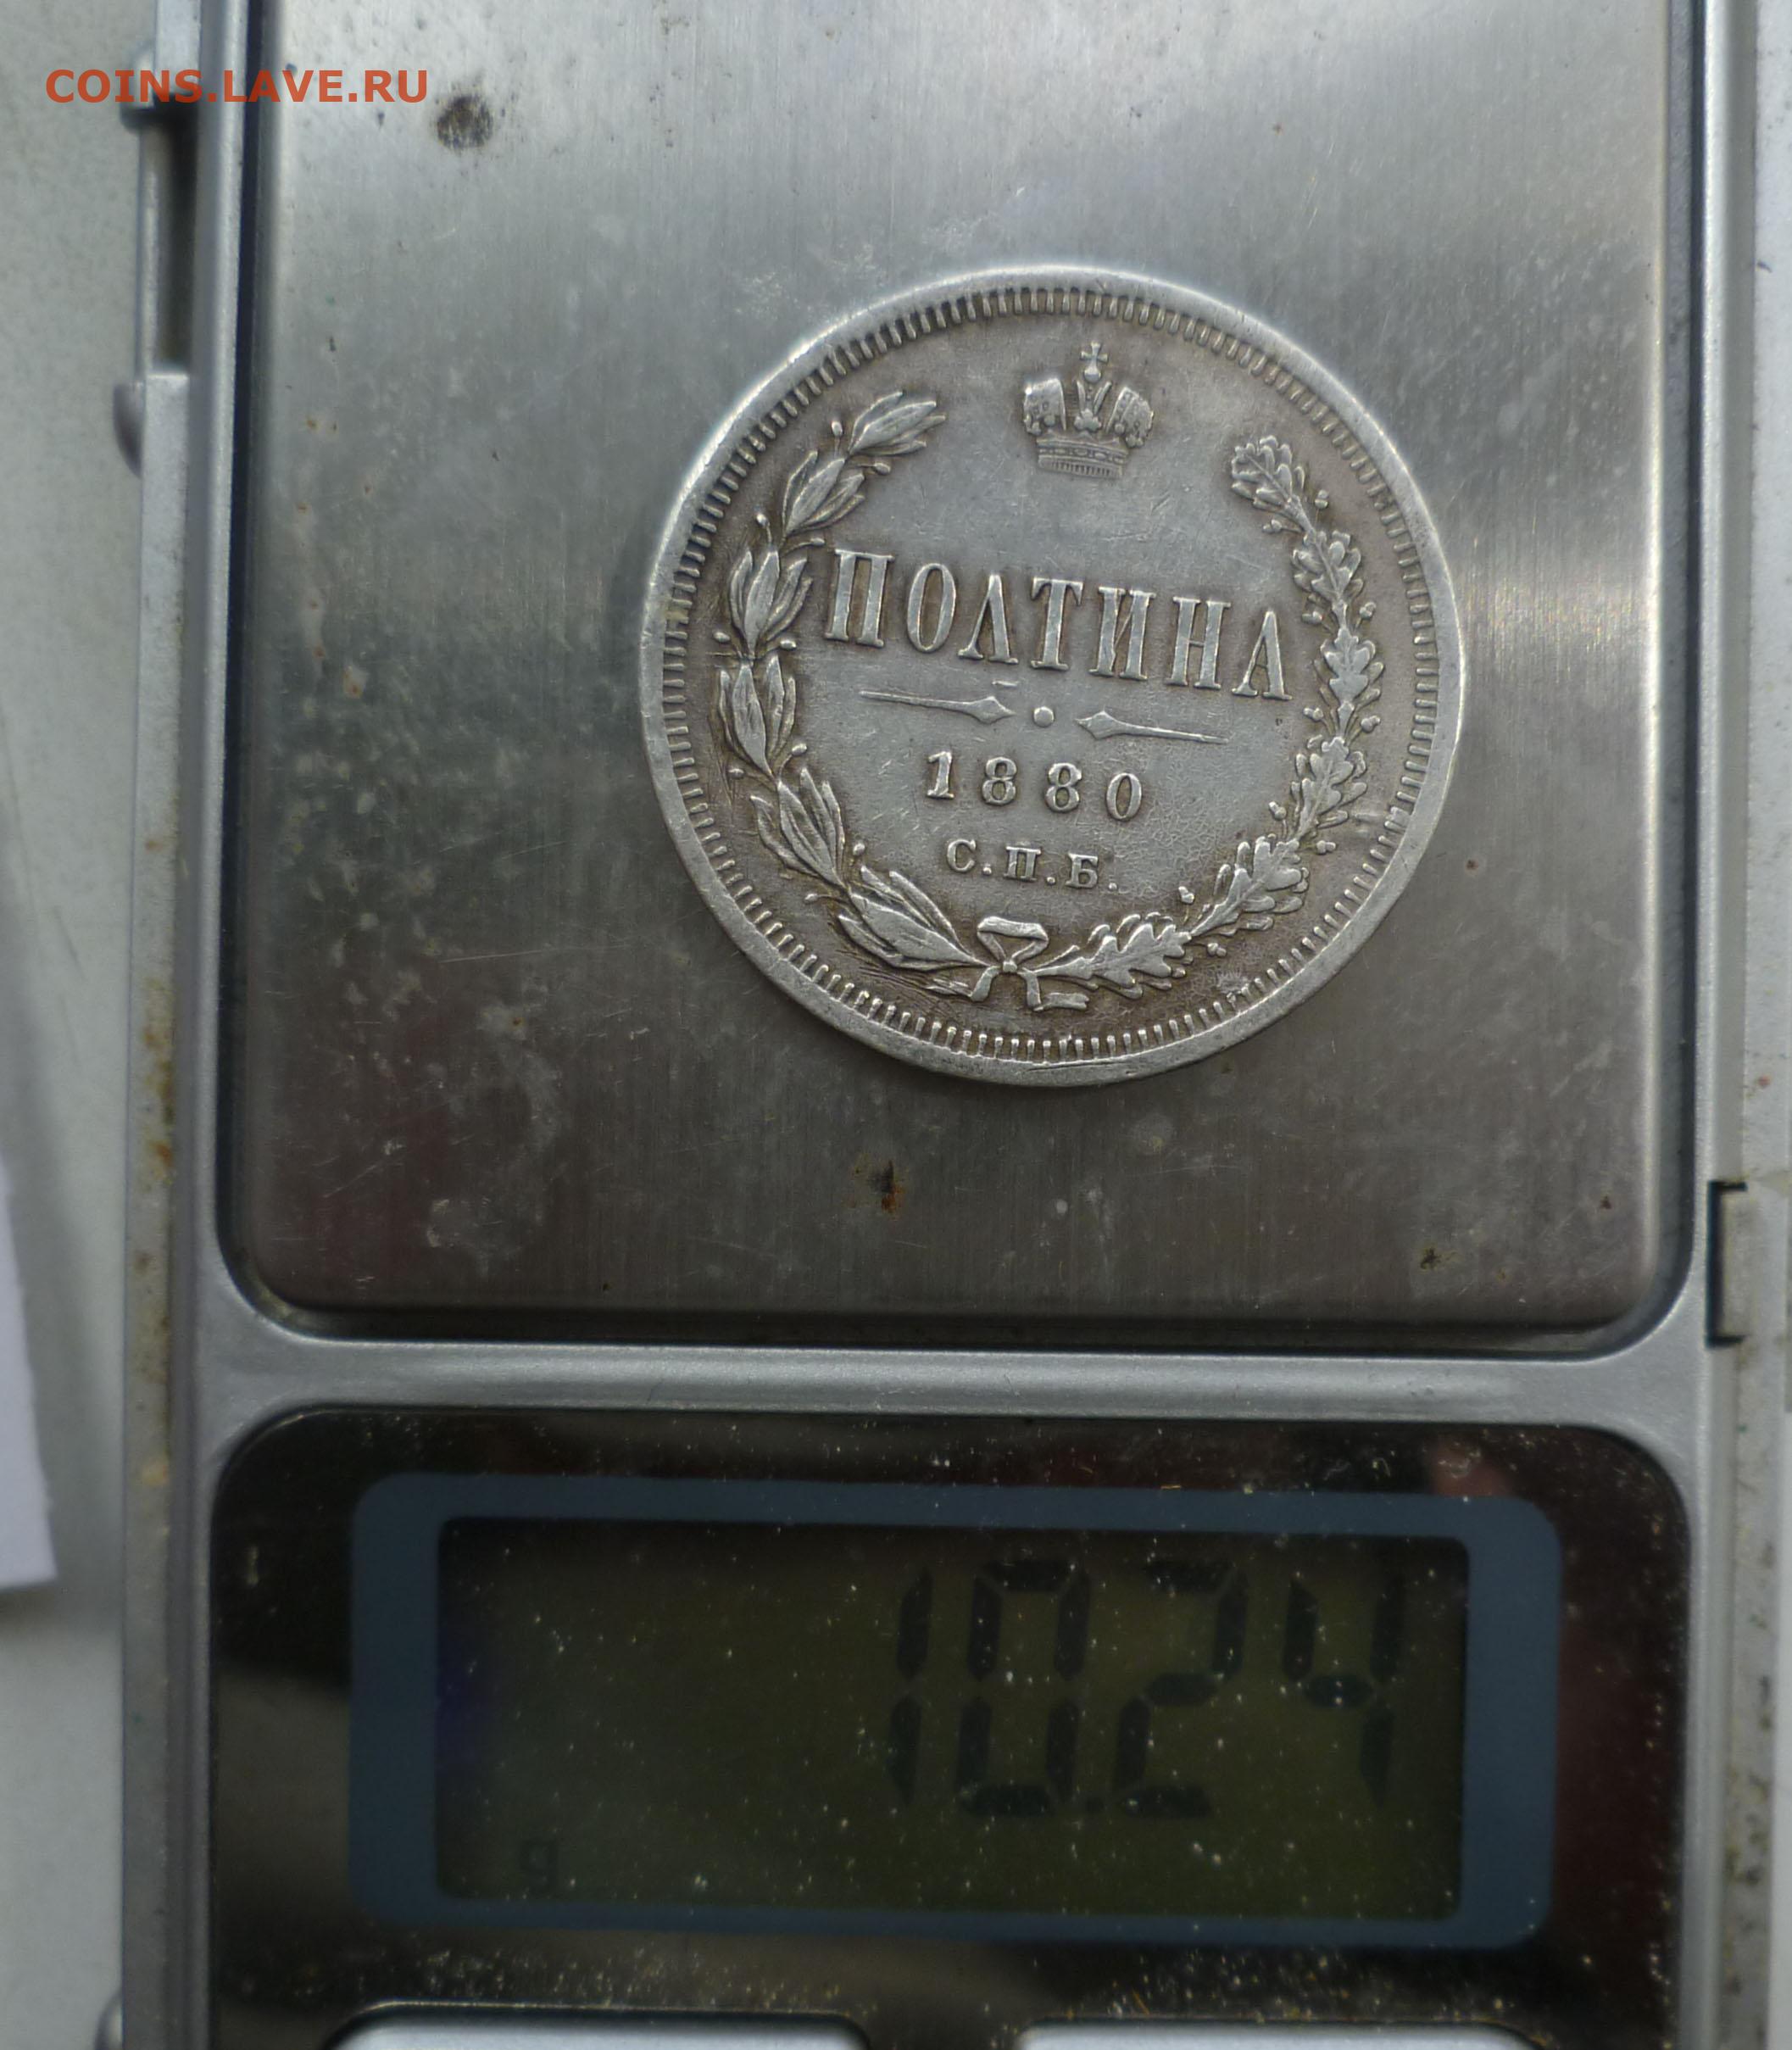 COINS.LAVE.RU
ПОЛТИНА
1880
С.П.Б.
10.24
g